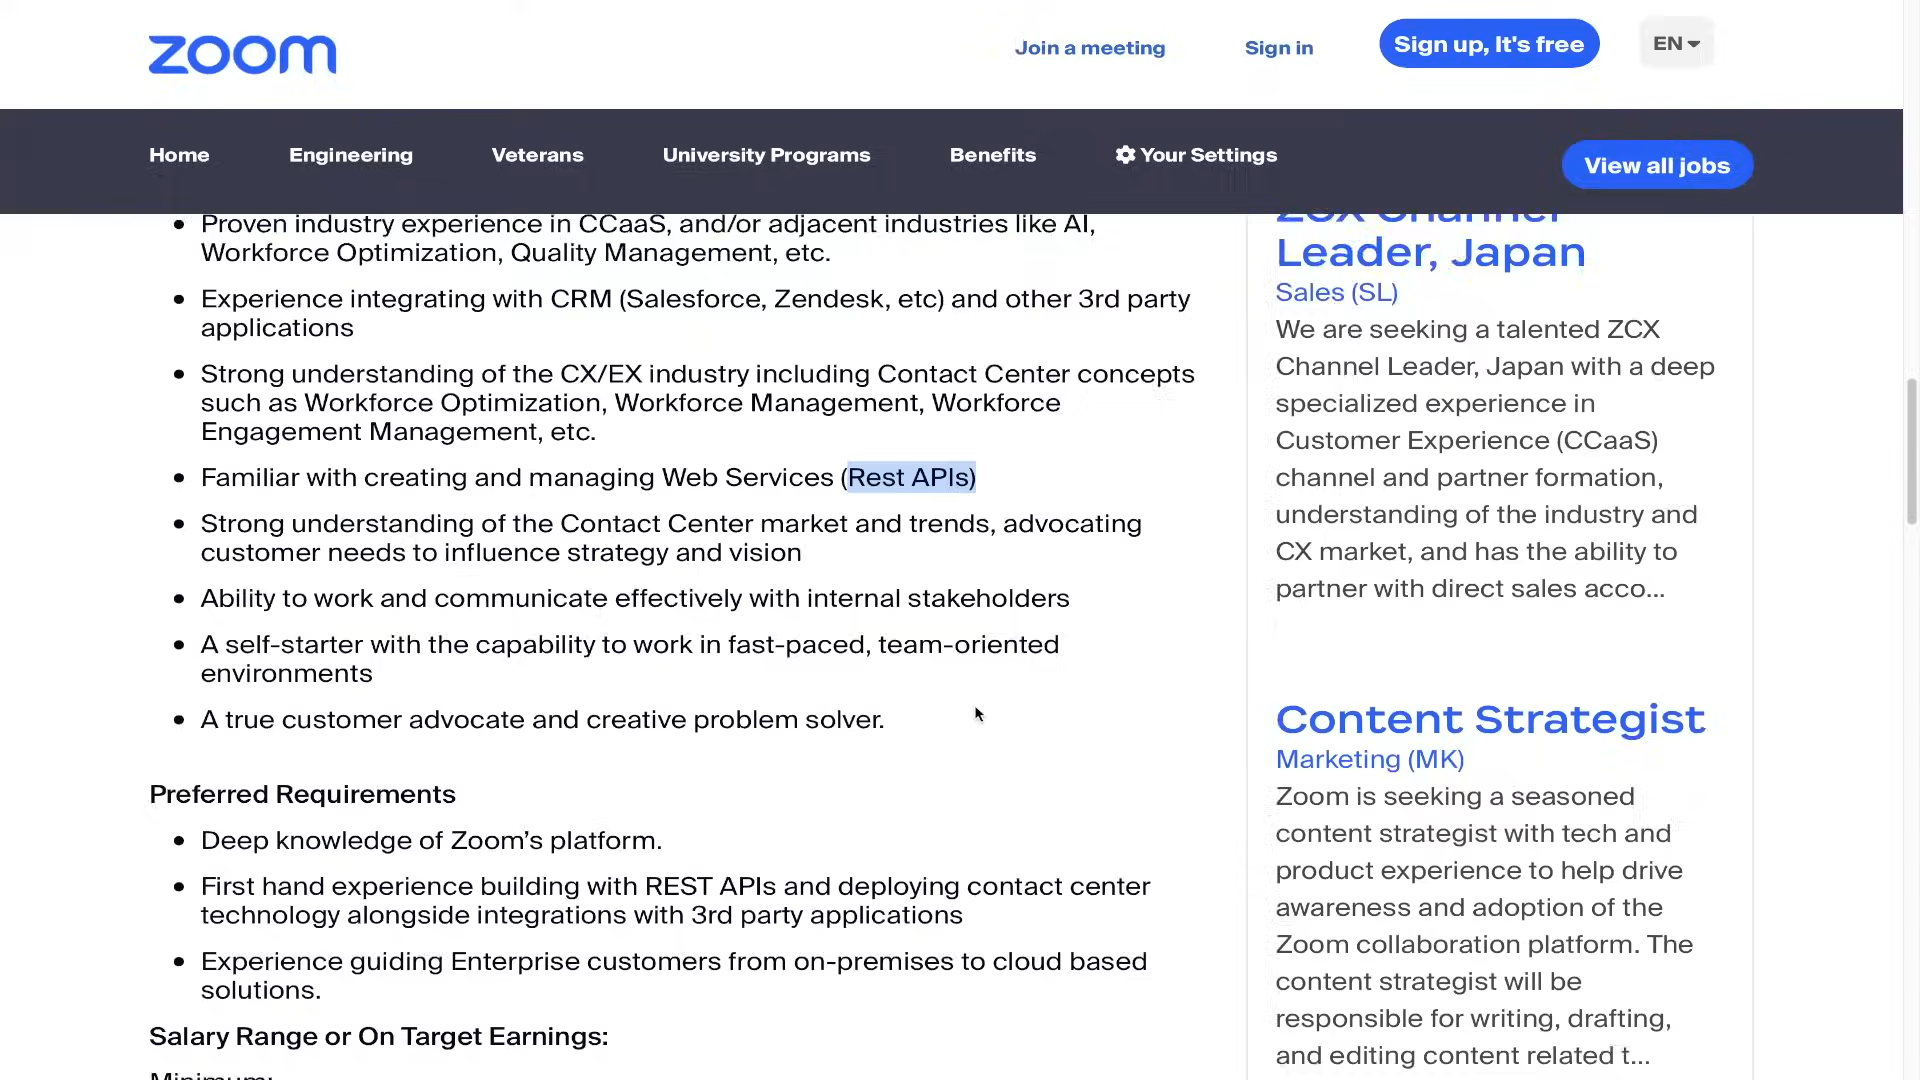 zoom
Join a meeting
Sign in
Sign up, It's free
EN
Home
Engineering
Veterans
University Programs
Benefits
Your Settings
View all jobs
• Proven industry experience in CCaaS, and/or adjacent industries like AI,
Workforce Optimization, Quality Management, etc.
• Experience integrating with CRM (Salesforce, Zendesk, etc) and other 3rd party
applications
• Strong understanding of the CX/EX industry including Contact Center concepts
such as Workforce Optimization, Workforce Management, Workforce
Engagement Management, etc.
• Familiar with creating and managing Web Services (Rest APIs)
• Strong understanding of the Contact Center market and trends, advocating
customer needs to influence strategy and vision
• Ability to work and communicate effectively with internal stakeholders
• A self-starter with the capability to work in fast-paced, team-oriented
environments
• A true customer advocate and creative problem solver.
Preferred Requirements
• Deep knowledge of Zoom’s platform.
• First hand experience building with REST APIs and deploying contact center
technology alongside integrations with 3rd party applications
• Experience guiding Enterprise customers from on-premises to cloud based
solutions.
Salary Range or On Target Earnings:
Minimum:
ZCX Channel
Leader, Japan
Sales (SL)
We are seeking a talented ZCX
Channel Leader, Japan with a deep
specialized experience in
Customer Experience (CCaaS)
channel and partner formation,
understanding of the industry and
CX market, and has the ability to
partner with direct sales acco...
Content Strategist
Marketing (MK)
Zoom is seeking a seasoned
content strategist with tech and
product experience to help drive
awareness and adoption of the
Zoom collaboration platform. The
content strategist will be
responsible for writing, drafting,
and editing content related t...